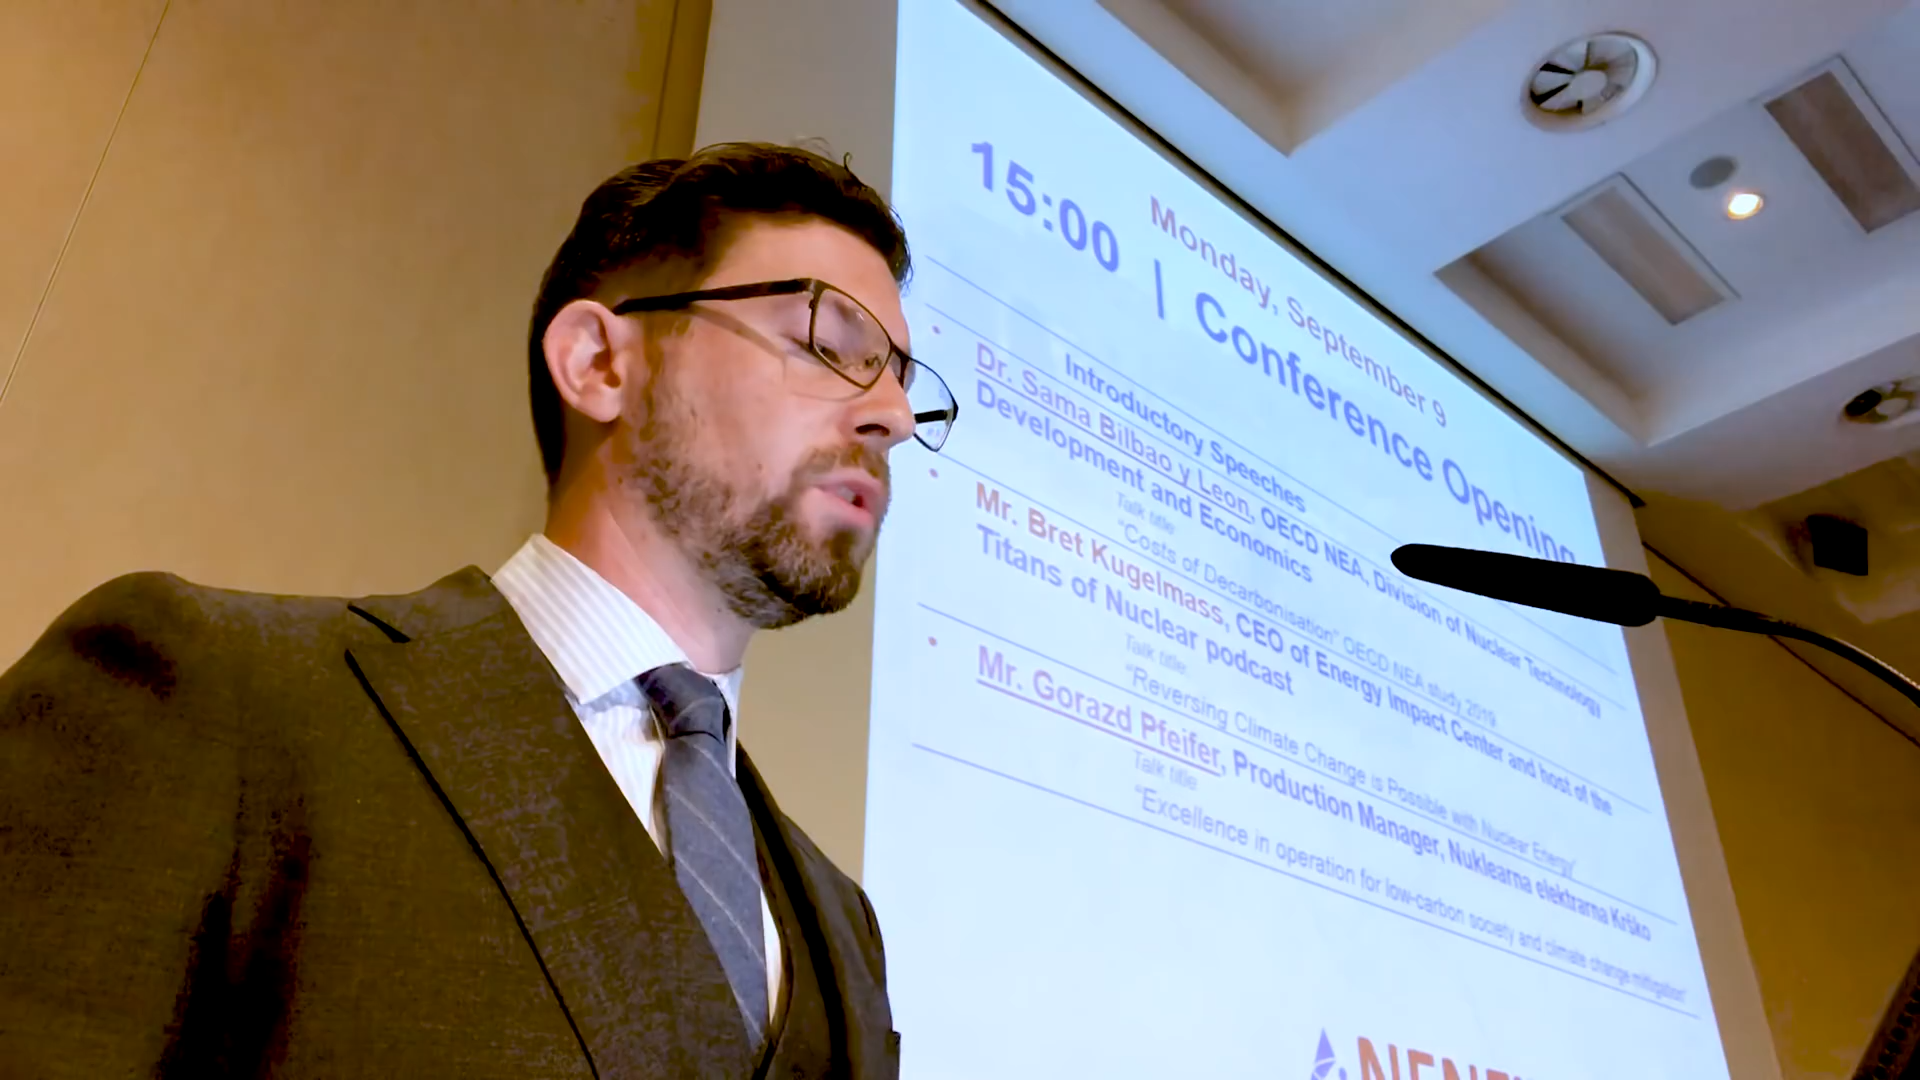 Monday, September 9
15:00 | Conference Opening
Introductory Speeches
• Dr. Sama Bilbao y Leon, OECD NEA, Division of Nuclear Technology
Development and Economics
Talk title
"Costs of Decarbonisation" OECD NEA study, 2019
• Mr. Bret Kugelmass, CEO of Energy Impact Center and host of the
Titans of Nuclear podcast
Talk title:
"Reversing Climate Change is Possible with Nuclear Energy"
• Mr. Gorazd Pfeifer, Production Manager, Nuklearna elektrarna Krško
Talk title
"Excellence in operation for low-carbon society and climate change mitigation"